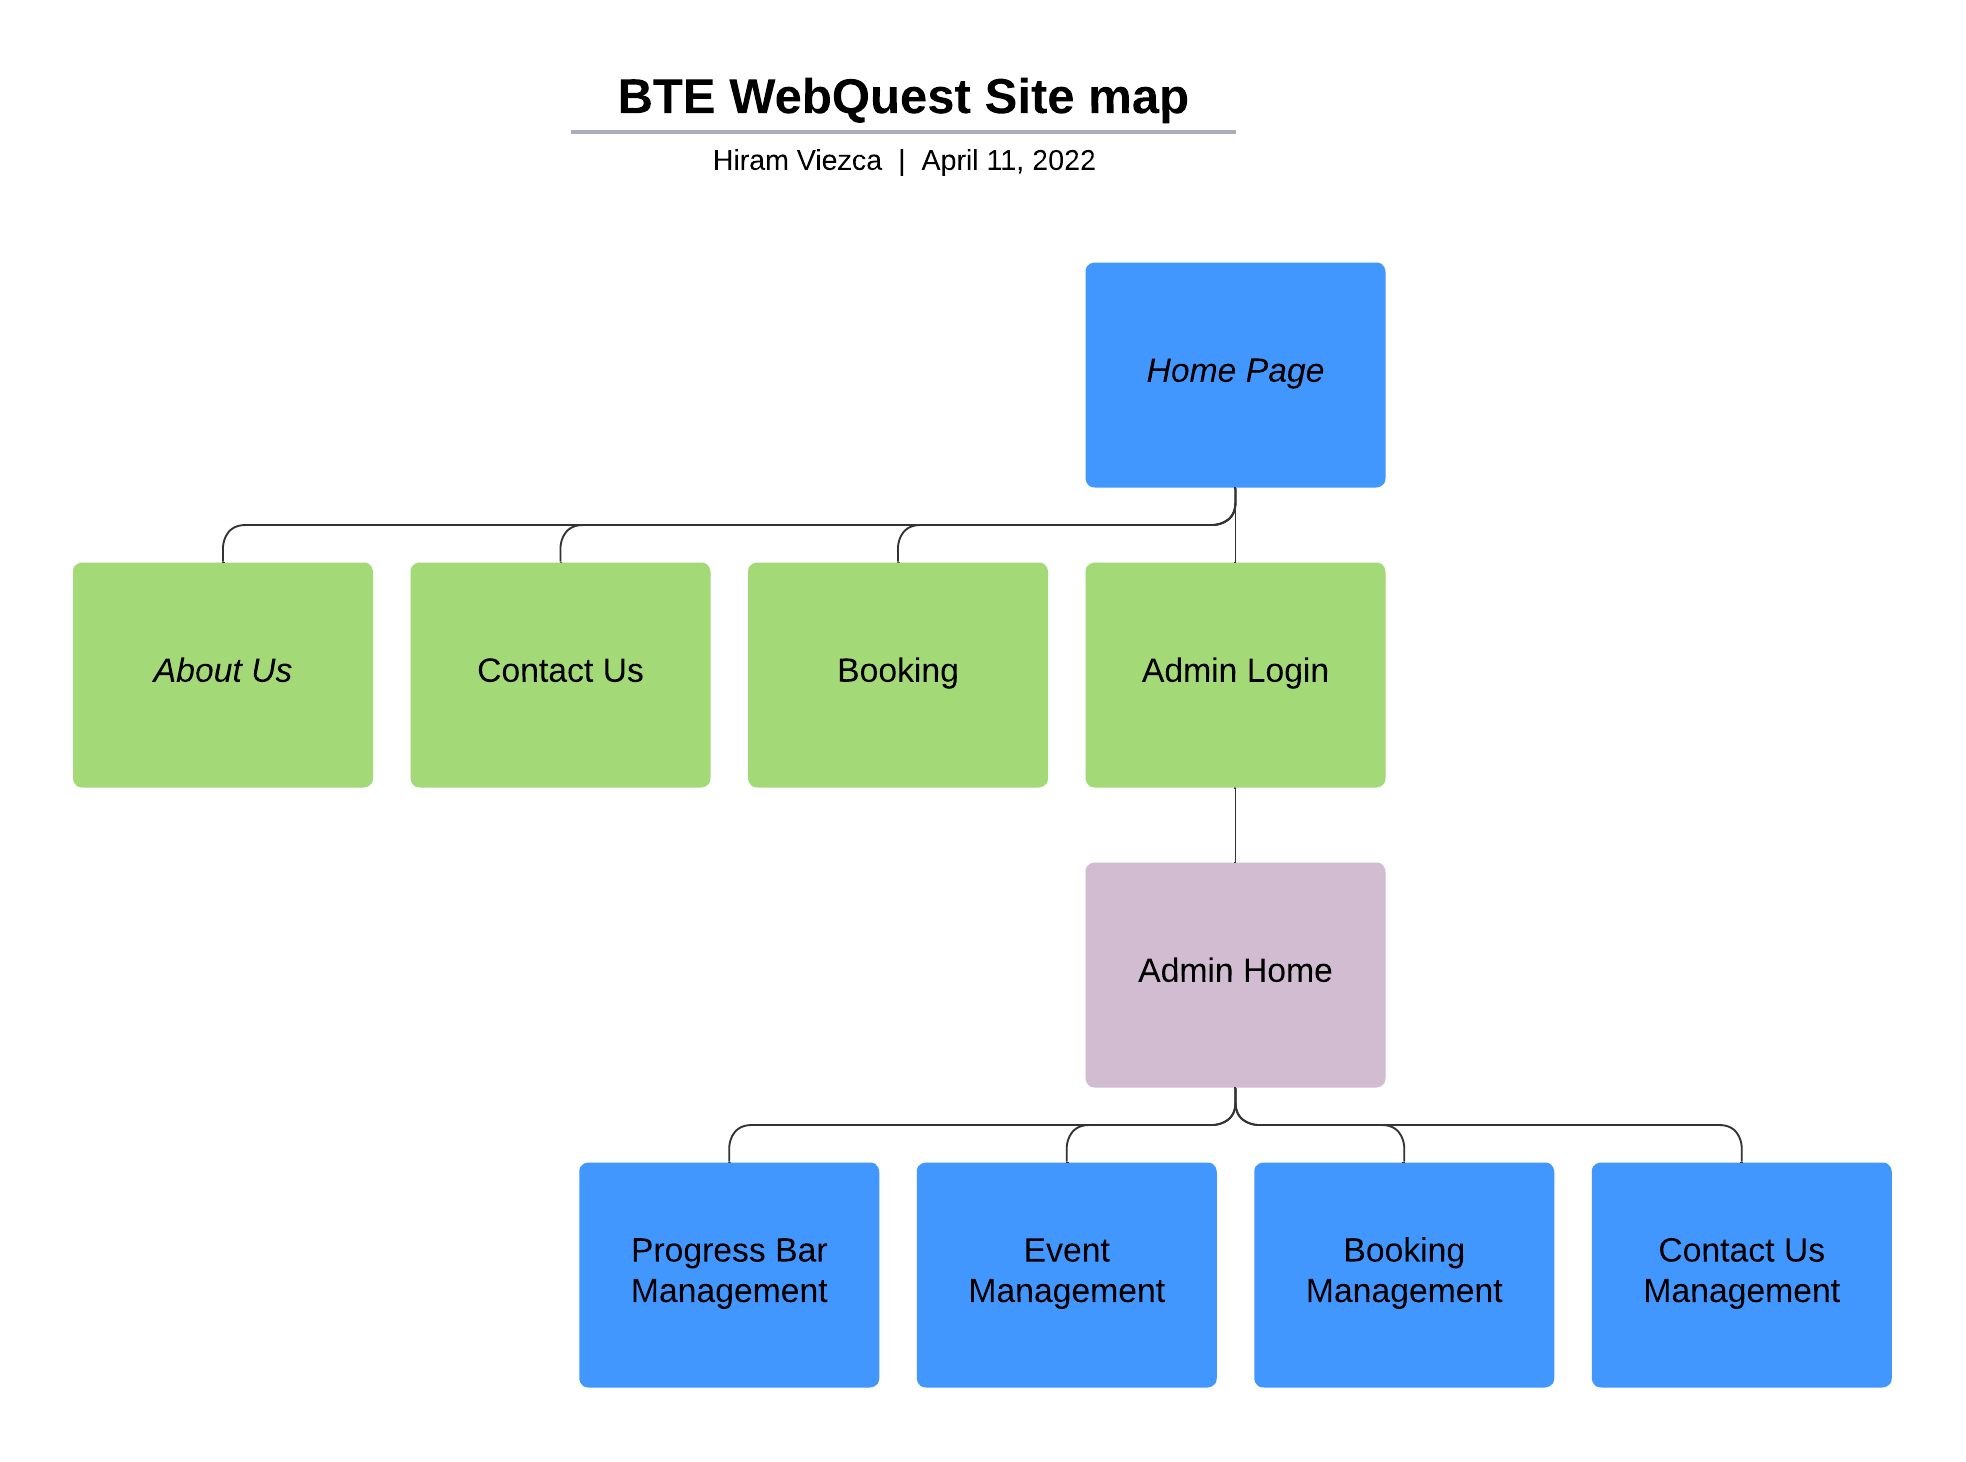 BTE WebQuest Site map
Hiram Viezca | April 11, 2022
Home Page
About Us
Contact Us
Booking
Admin Login
Admin Home
Progress Bar
Management
Event
Management
Booking
Management
Contact Us
Management